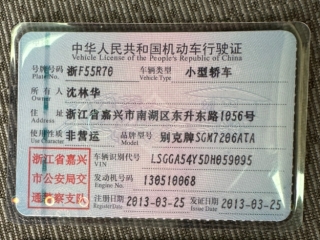 中华人民共和国机动车行驶证
Vehicle License of the People's Republic of China
号牌号码 浙F55R70 车辆类型 小型轿车
Plate No. Vehicle Type
所有人 沈林华
Owner
住址 浙江省嘉兴市南湖区东升东路1056号
Address
使用性质 非营运 品牌型号 别克牌SGM7206ATA
Use Character Model
浙江省嘉兴市公安局交通警察支队
车辆识别代号 LSGGA54Y5DH059095
VIN
发动机号码 130510068
Engine No.
注册日期 2013-03-25 发证日期 2013-03-25
Register Date Issue Date